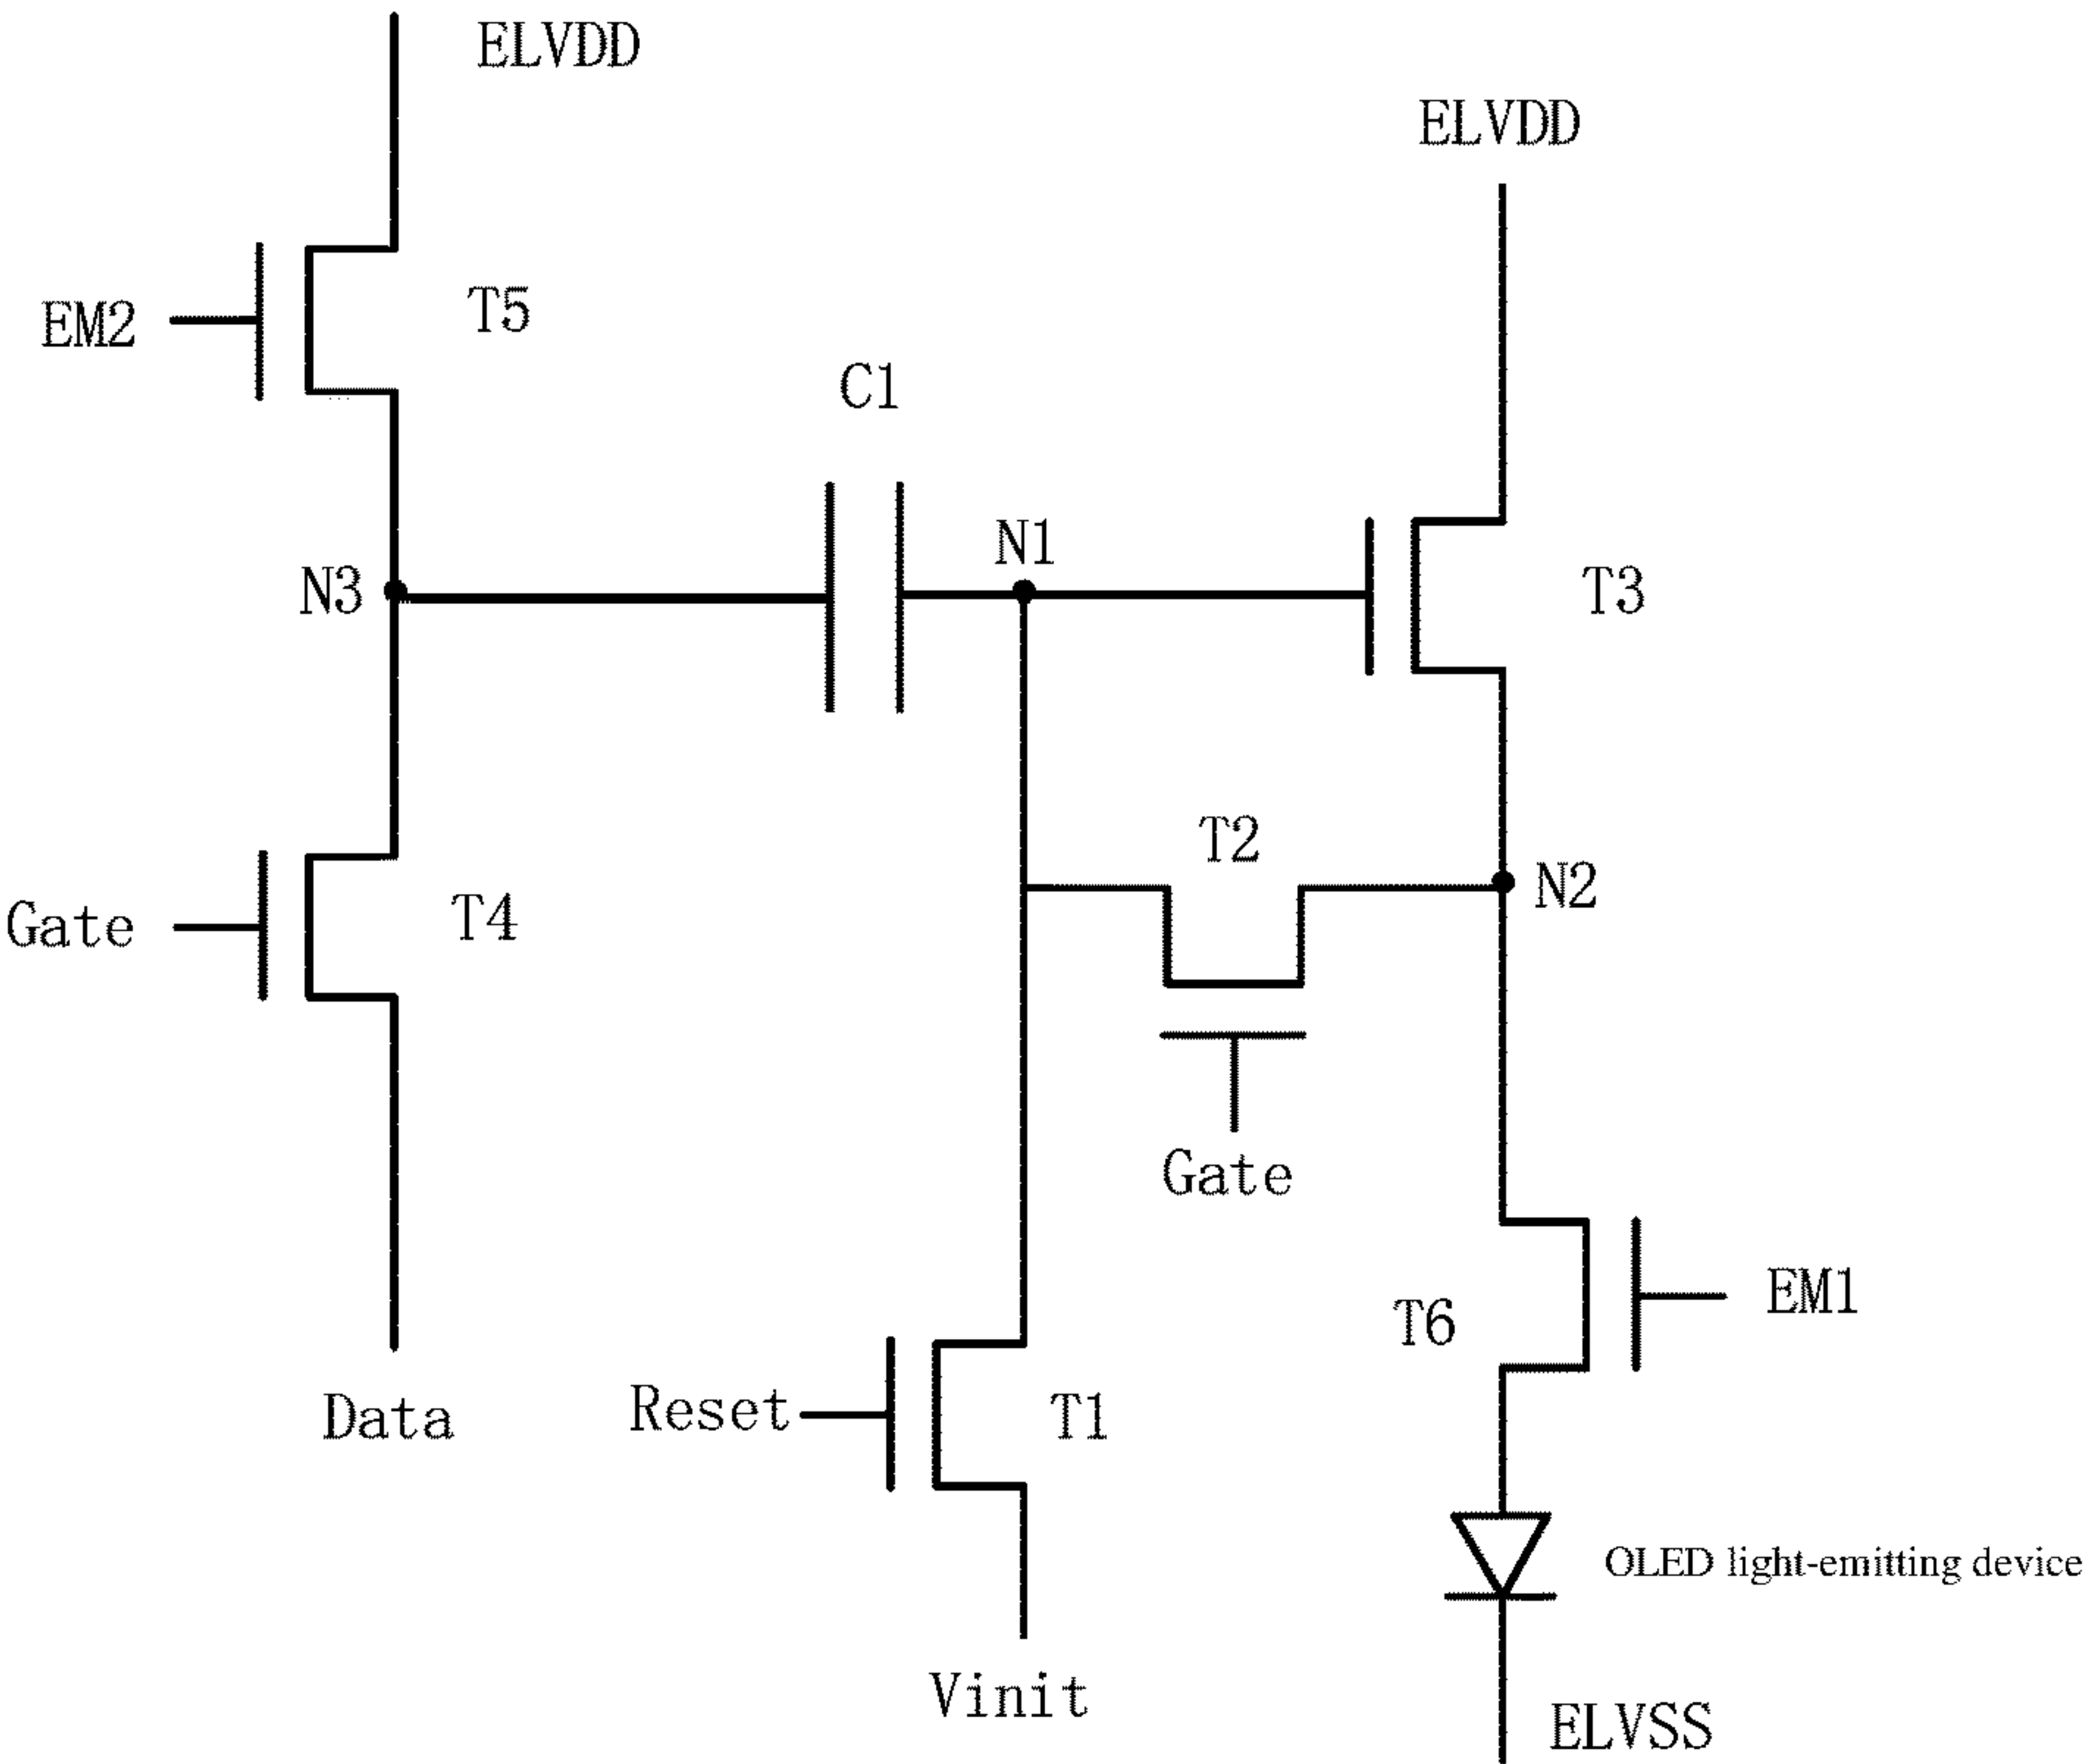 ELVDD
ELVDD
EM2
T5
C1
N1
N3
T3
T2
N2
Gate
T4
Gate
EM1
T6
Data
Reset
T1
OLED light-emitting device
Vinit
ELVSS